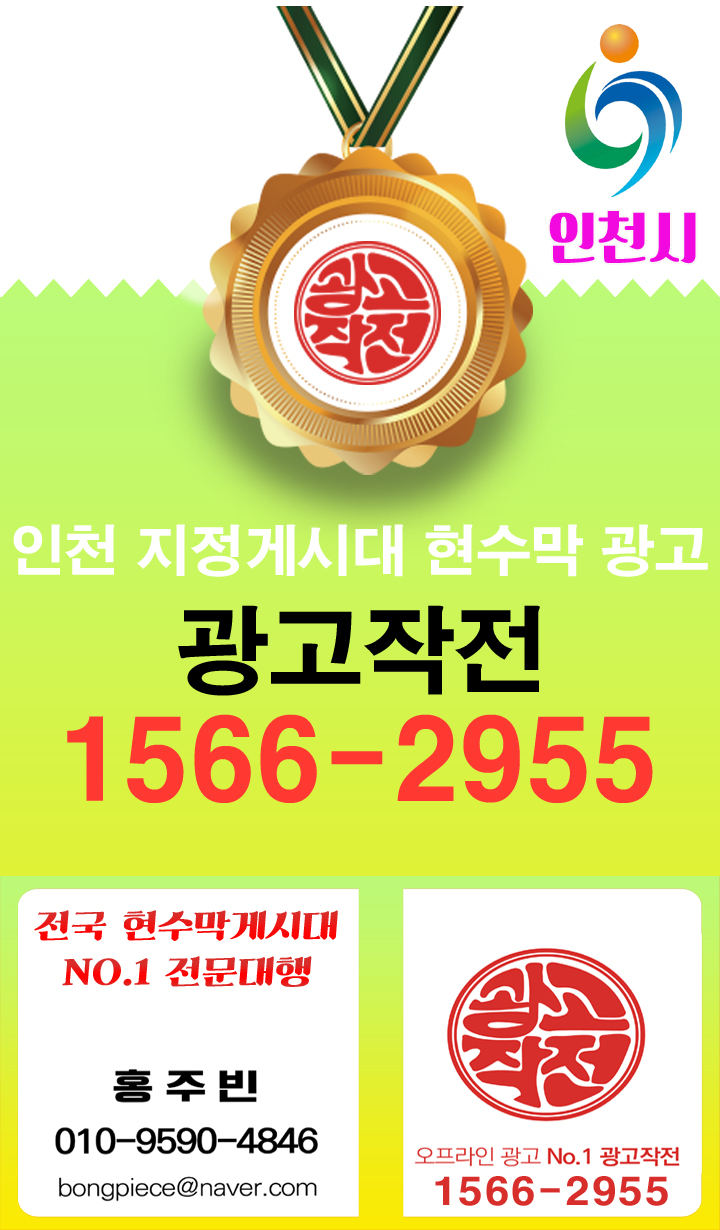 인천시
광고
작전
인천 지정게시대 현수막 광고
광고작전
1566-2955
전국 현수막게시대
NO.1 전문대행
홍주빈
010-9590-4846
bongpiece@naver.com
광고
작전
오프라인 광고 No.1 광고작전
1566-2955